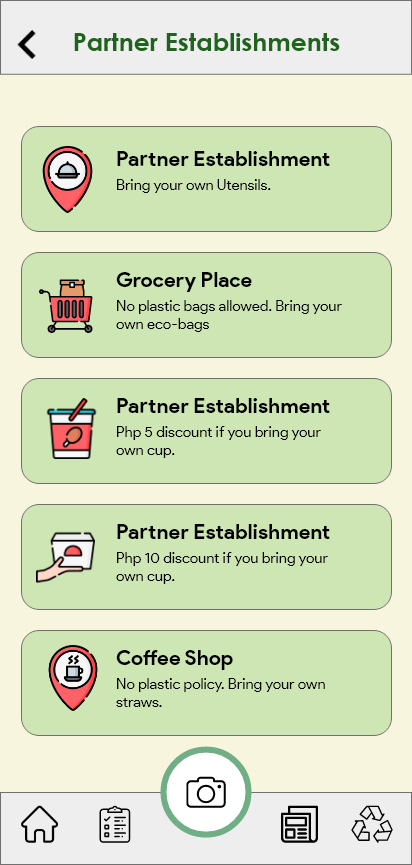 Partner Establishments
Partner Establishment
Bring your own Utensils.
Grocery Place
No plastic bags allowed. Bring your
own eco-bags
Partner Establishment
Php 5 discount if you bring your
own cup.
Partner Establishment
Php 10 discount if you bring your
own cup.
Coffee Shop
No plastic policy. Bring your own
straws.